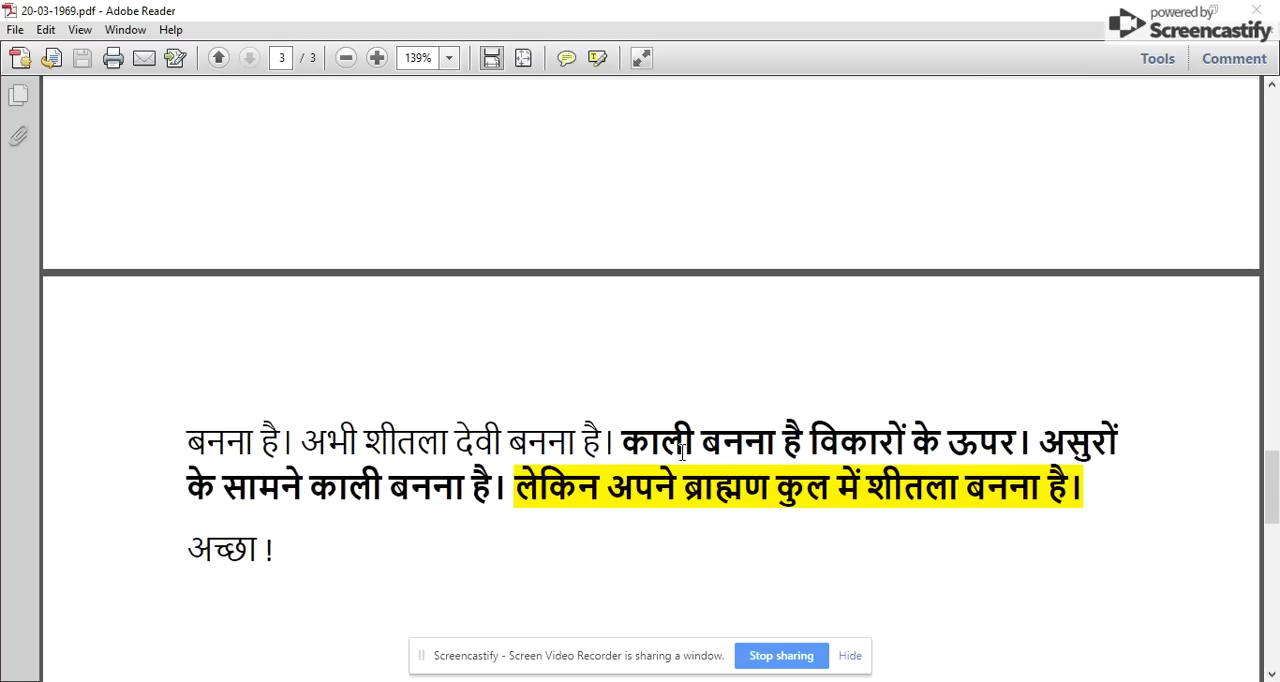 20-03-1969.pdf - Adobe Reader
powered by
Screencastify
File Edit View Window Help
3 / 3 139% Tools Comment
बनना है। अभी शीतला देवी बनना है। काली बनना है विकारों के ऊपर। असुरों
के सामने काली बनना है। लेकिन अपने ब्राह्मण कुल में शीतला बनना है।
अच्छा !
Screencastify - Screen Video Recorder is sharing a window. Stop sharing Hide